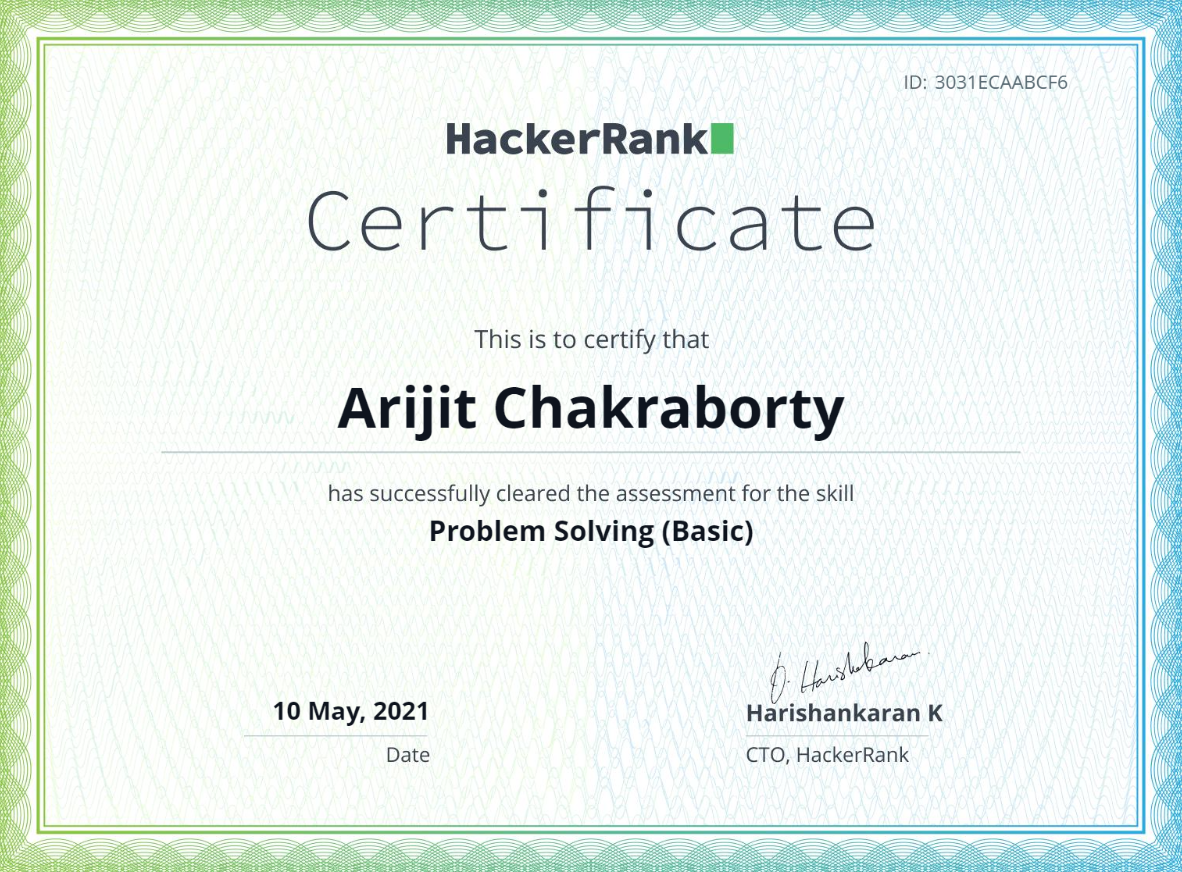 ID: 3031ECAABCF6
HackerRank
Certificate
This is to certify that
Arijit Chakraborty
has successfully cleared the assessment for the skill
Problem Solving (Basic)
10 May, 2021
Date
Harishankaran K
CTO, HackerRank